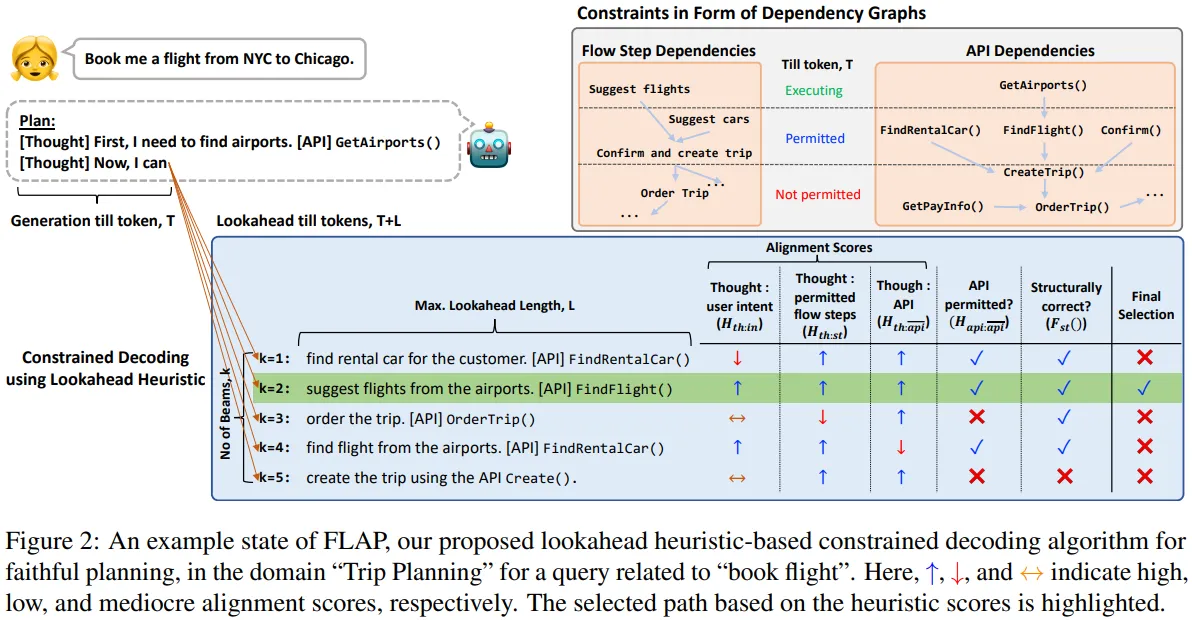 Constraints in Form of Dependency Graphs
Book me a flight from NYC to Chicago.
Plan:
[Thought] First, I need to find airports. [API] GetAirports()
[Thought] Now, I can
Generation till token, T
Lookahead till tokens, T+L
Flow Step Dependencies
Till token, T
API Dependencies
Suggest flights
Executing
GetAirports()
Suggest cars
Permitted
FindRentalCar() FindFlight() Confirm()
Confirm and create trip
CreateTrip()
Order Trip
...
Not permitted
...
GetPayInfo() OrderTrip()
...
Constrained Decoding
using Lookahead Heuristic
No of Beams, k
Max. Lookahead Length, L
Alignment Scores
Thought :
user intent
(H_{th:in})
Thought :
permitted
flow steps
(H_{th:st})
Though :
API
(H_{th:\overline{api}})
API
permitted?
(H_{api:\overline{api}})
Structurally
correct?
(F_{st}())
Final
Selection
k=1: find rental car for the customer. [API] FindRentalCar() ↓ ↑ ↑ ✓ ✓ ✗
k=2: suggest flights from the airports. [API] FindFlight() ↑ ↑ ↑ ✓ ✓ ✓
k=3: order the trip. [API] OrderTrip() ↔ ↓ ↑ ✗ ✓ ✗
k=4: find flight from the airports. [API] FindRentalCar() ↑ ↑ ↓ ✓ ✓ ✗
k=5: create the trip using the API Create(). ↔ ↑ ↑ ✗ ✗ ✗
Figure 2: An example state of FLAP, our proposed lookahead heuristic-based constrained decoding algorithm for
faithful planning, in the domain “Trip Planning” for a query related to “book flight”. Here, ↑, ↓, and ↔ indicate high,
low, and mediocre alignment scores, respectively. The selected path based on the heuristic scores is highlighted.